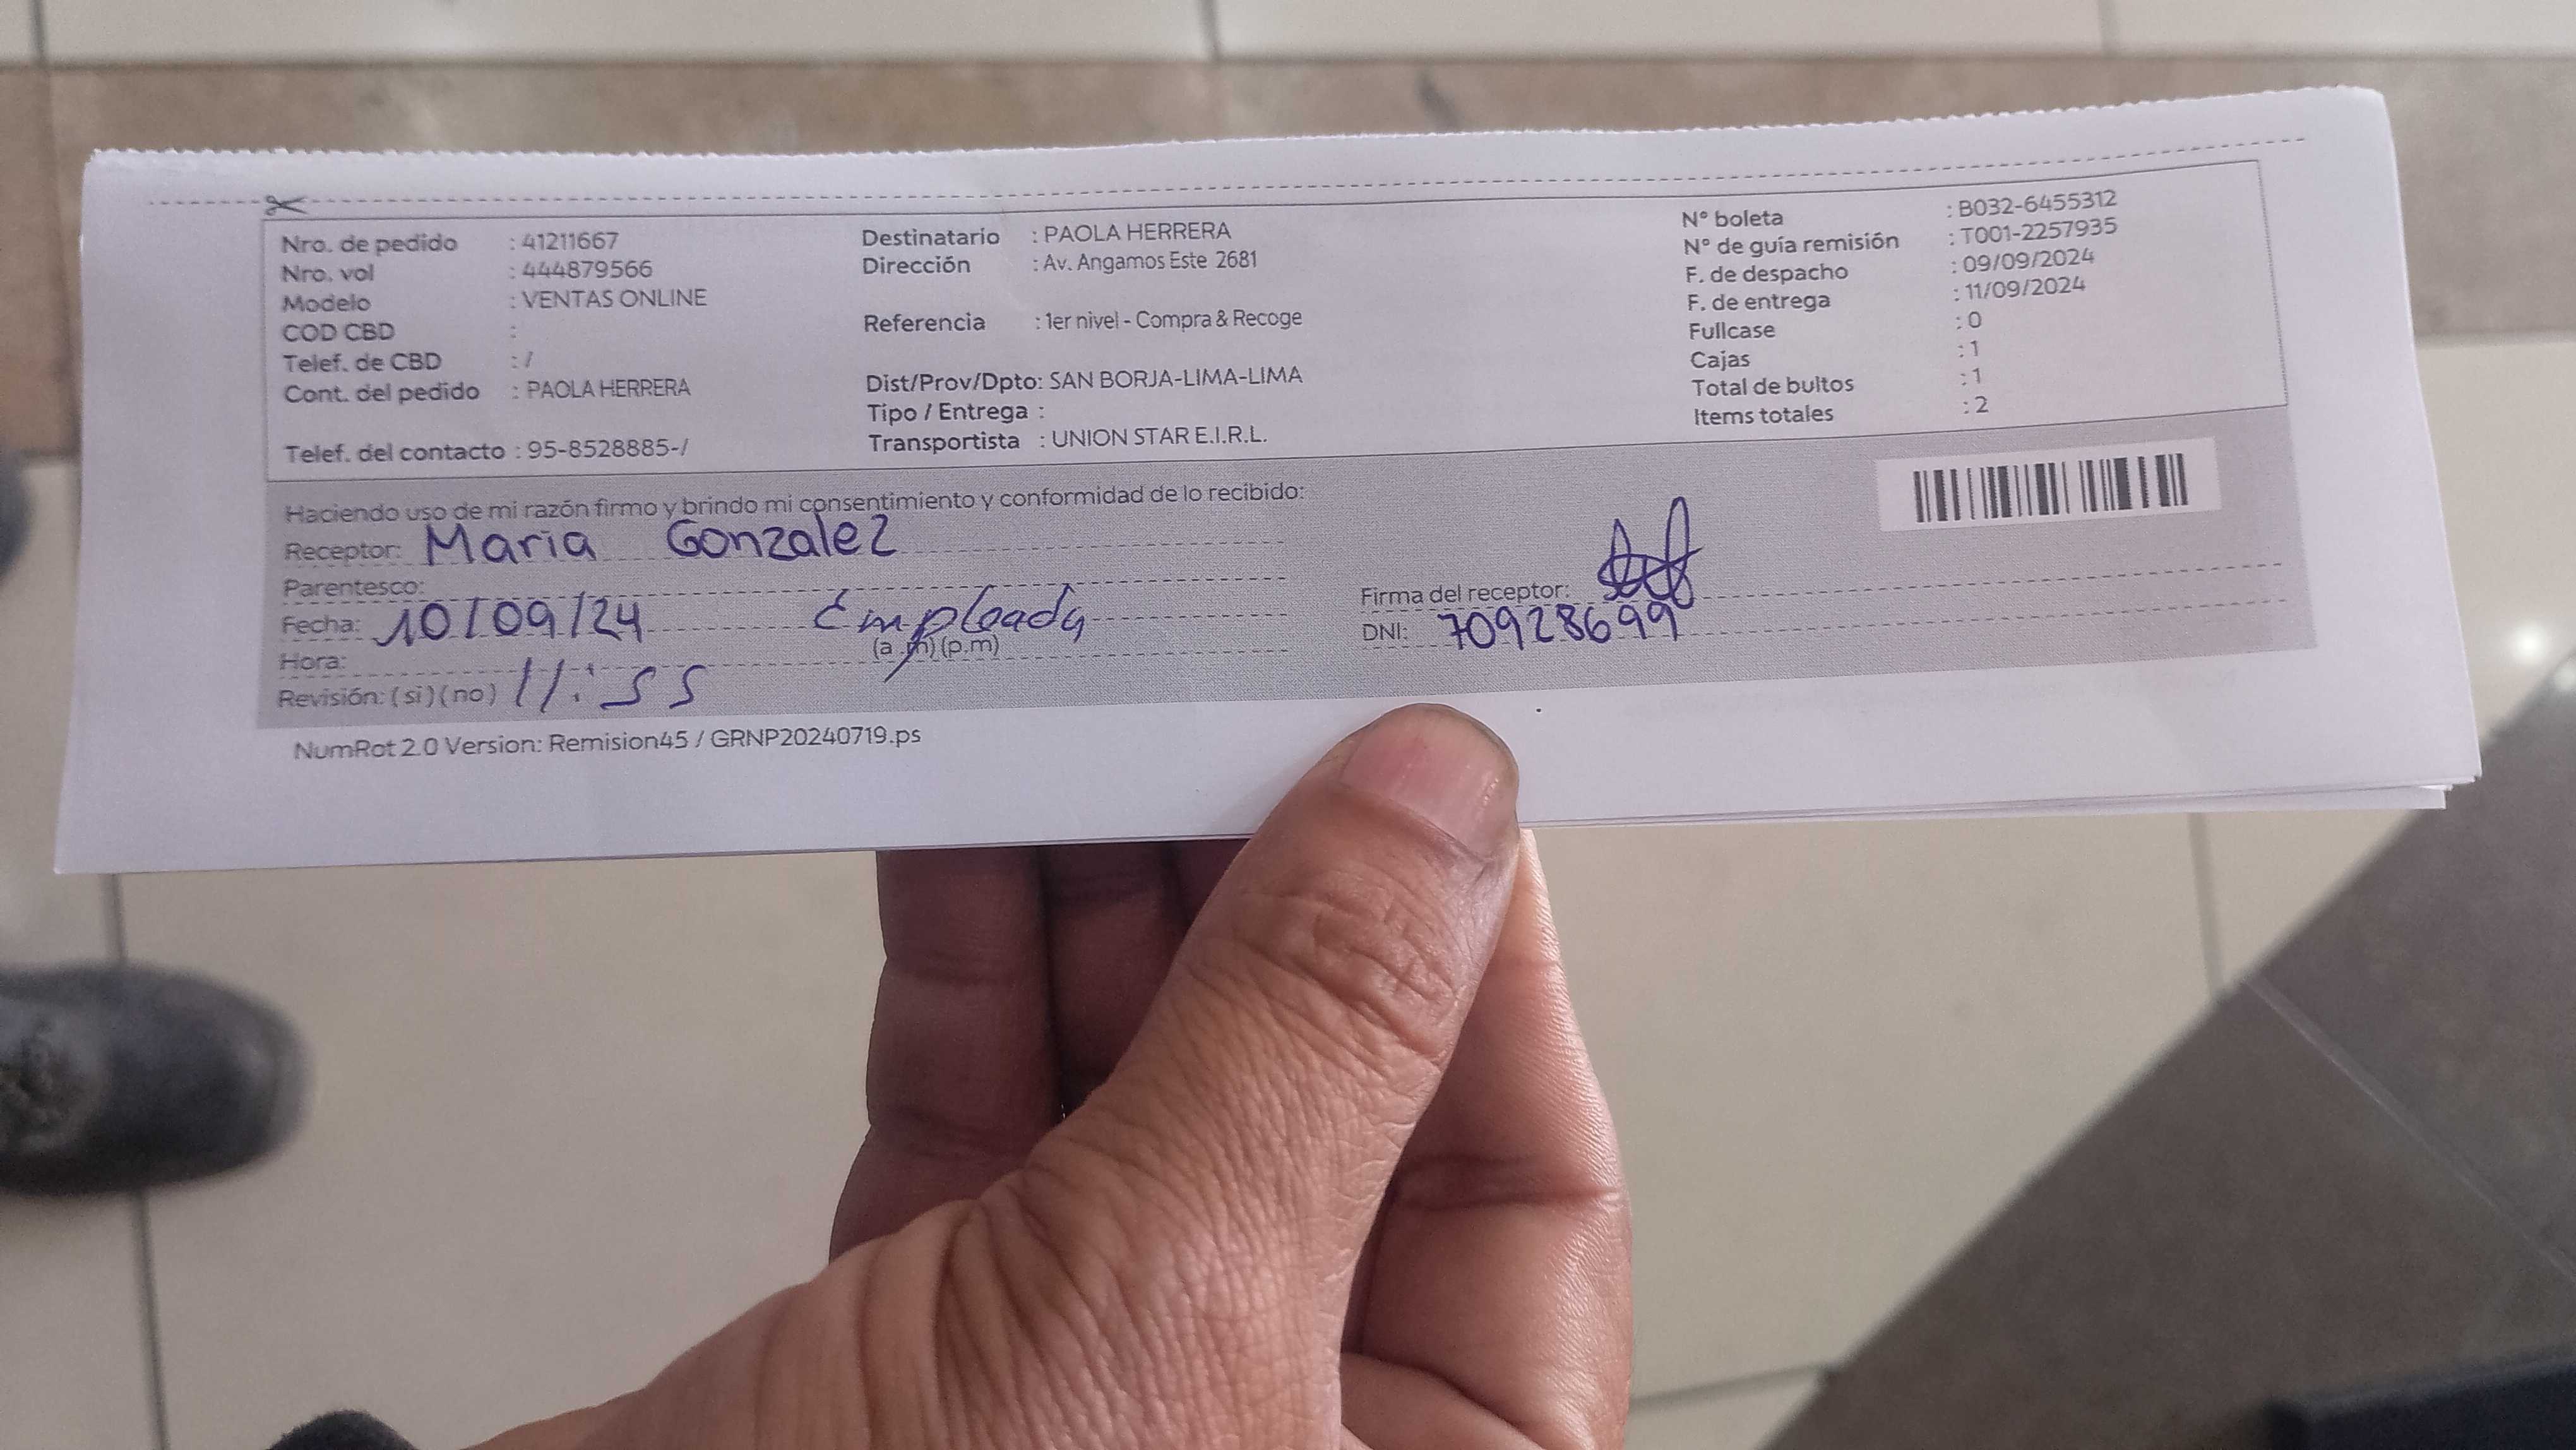 Nro. de pedido : 41211667
Nro. vol : 444879566
Modelo : VENTAS ONLINE
COD CBD :
Telef. de CBD : /
Cont. del pedido : PAOLA HERRERA
Telef. del contacto : 95-8528885-/
Destinatario : PAOLA HERRERA
Dirección : Av. Angamos Este 2681
Referencia : 1er nivel - Compra & Recoge
Dist/Prov/Dpto: SAN BORJA-LIMA-LIMA
Tipo / Entrega :
Transportista : UNION STAR E.I.R.L.
N° boleta : B032-6455312
N° de guía remisión : T001-2257935
F. de despacho : 09/09/2024
F. de entrega : 11/09/2024
Fullcase : 0
Cajas : 1
Total de bultos : 1
Items totales : 2
Haciendo uso de mi razón firmo y brindo mi consentimiento y conformidad de lo recibido:
Receptor: Maria Gonzalez
Parentesco: Empleada
Fecha: 10/09/24
Hora: 11:55 (a.m)(p.m)
Revisión: (si) (no)
Firma del receptor:
DNI: 70928699
NumRot 2.0 Version: Remision45 / GRNP20240719.ps